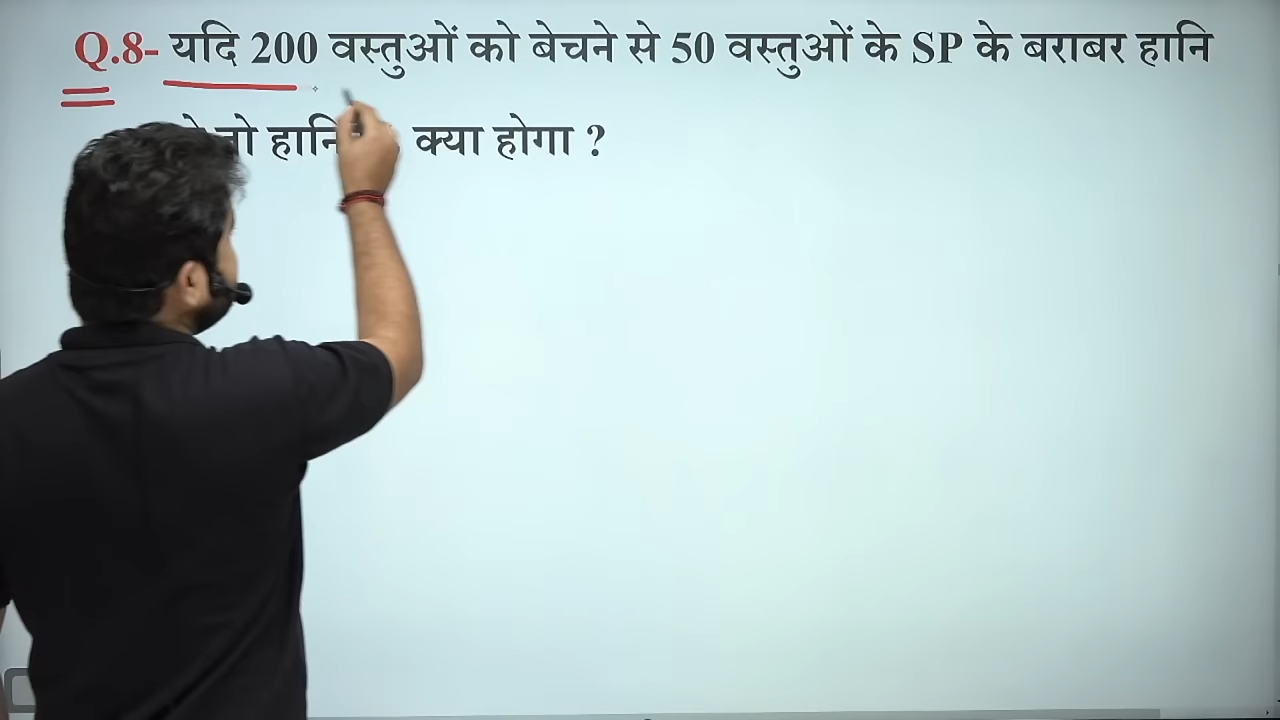 Q.8- यदि 200 वस्तुओं को बेचने से 50 वस्तुओं के SP के बराबर हानि
तो क्या होगा ?